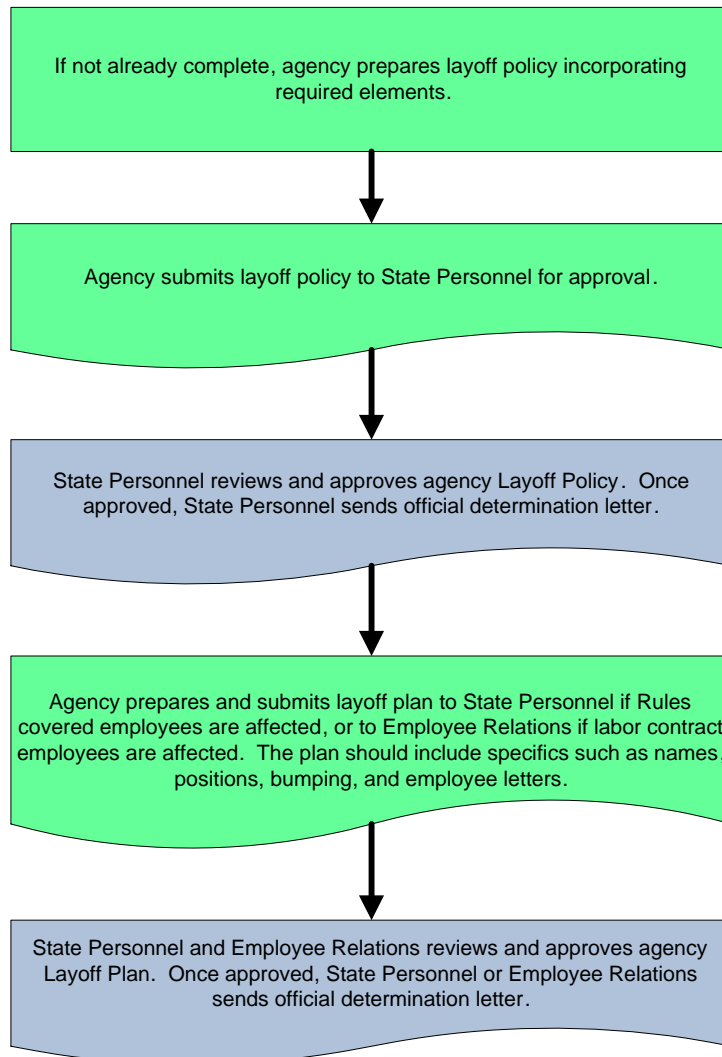 If not already complete, agency prepares layoff policy incorporating
required elements.
Agency submits layoff policy to State Personnel for approval.
State Personnel reviews and approves agency Layoff Policy.  Once
approved, State Personnel sends official determination letter.
Agency prepares and submits layoff plan to State Personnel if Rules
covered employees are affected, or to Employee Relations if labor contract
employees are affected.  The plan should include specifics such as names,
positions, bumping, and employee letters.
State Personnel and Employee Relations reviews and approves agency
Layoff Plan.  Once approved, State Personnel or Employee Relations
sends official determination letter.